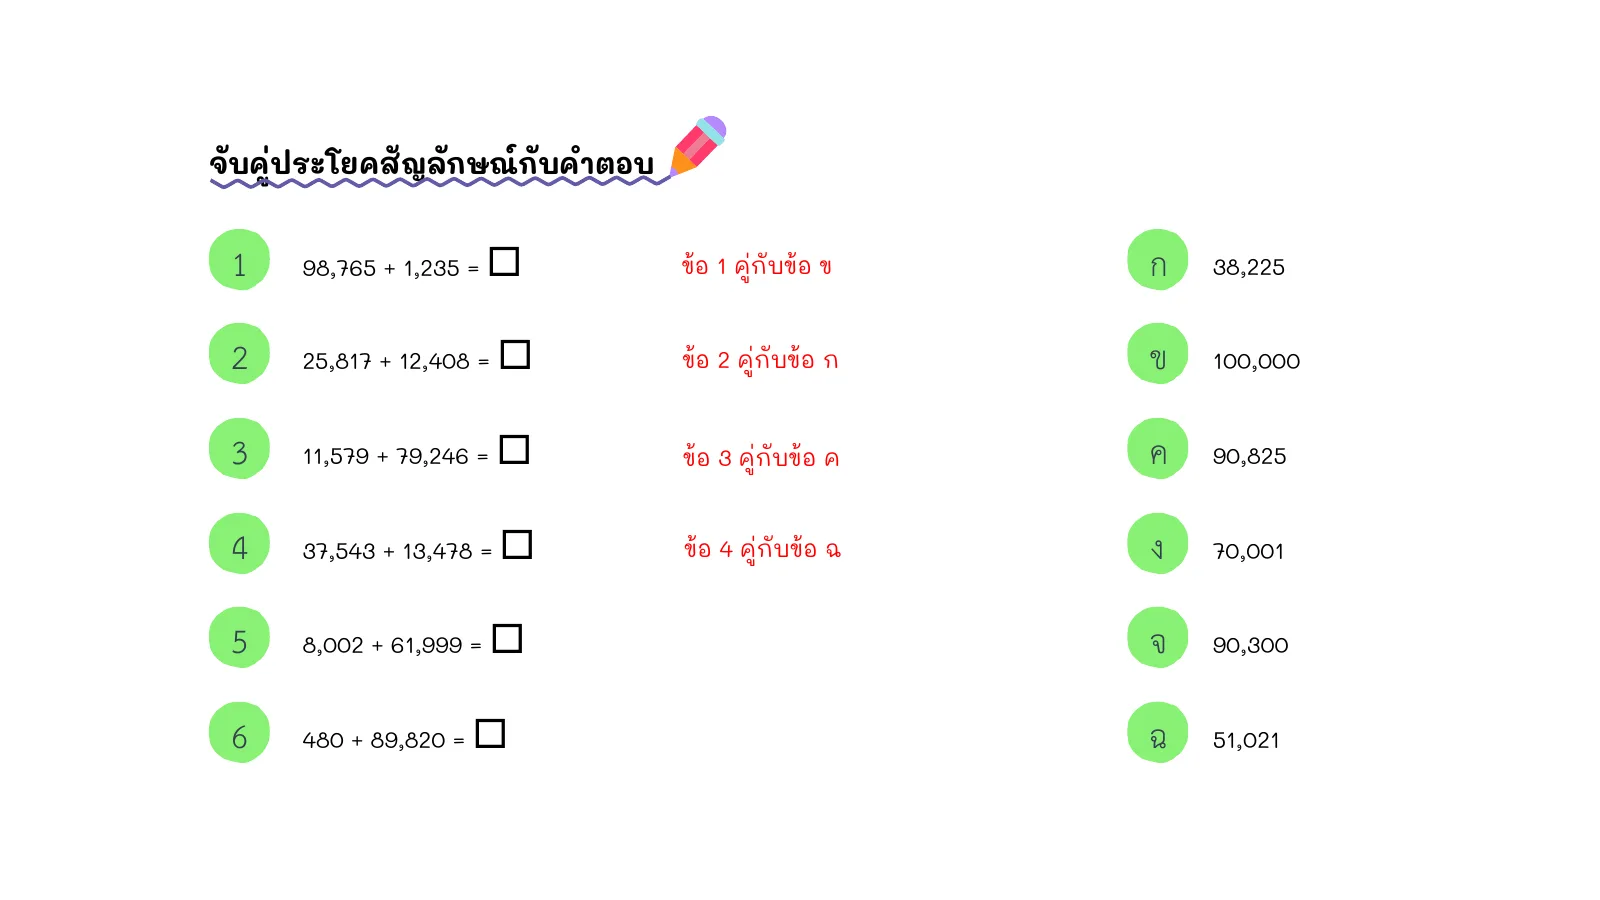 จับคู่ประโยคสัญลักษณ์กับคำตอบ
1 98,765 + 1,235 = □ ข้อ 1 คู่กับข้อ ข ก 38,225
2 25,817 + 12,408 = □ ข้อ 2 คู่กับข้อ ก ข 100,000
3 11,579 + 79,246 = □ ข้อ 3 คู่กับข้อ ค ค 90,825
4 37,543 + 13,478 = □ ข้อ 4 คู่กับข้อ ฉ ง 70,001
5 8,002 + 61,999 = □ จ 90,300
6 480 + 89,820 = □ ฉ 51,021